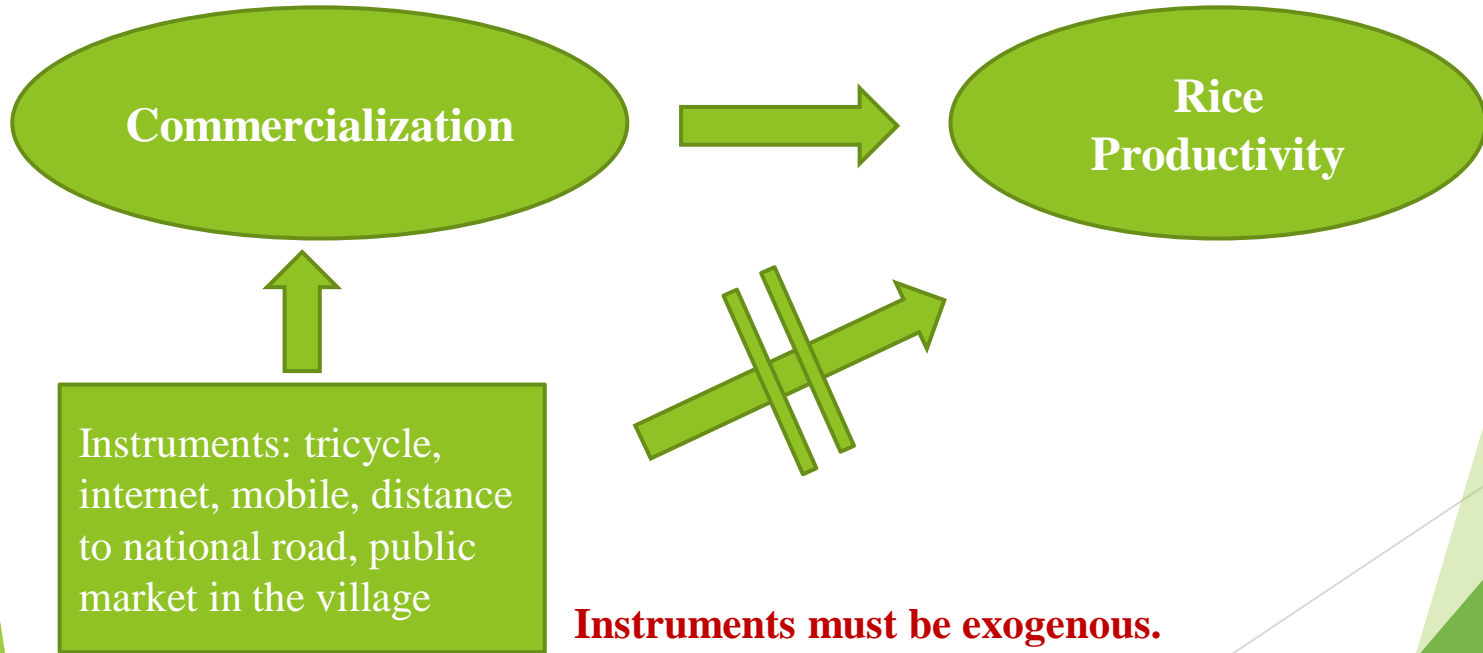 Commercialization
Rice
Productivity
Instruments: tricycle,
internet, mobile, distance
to national road, public
market in the village
Instruments must be exogenous.